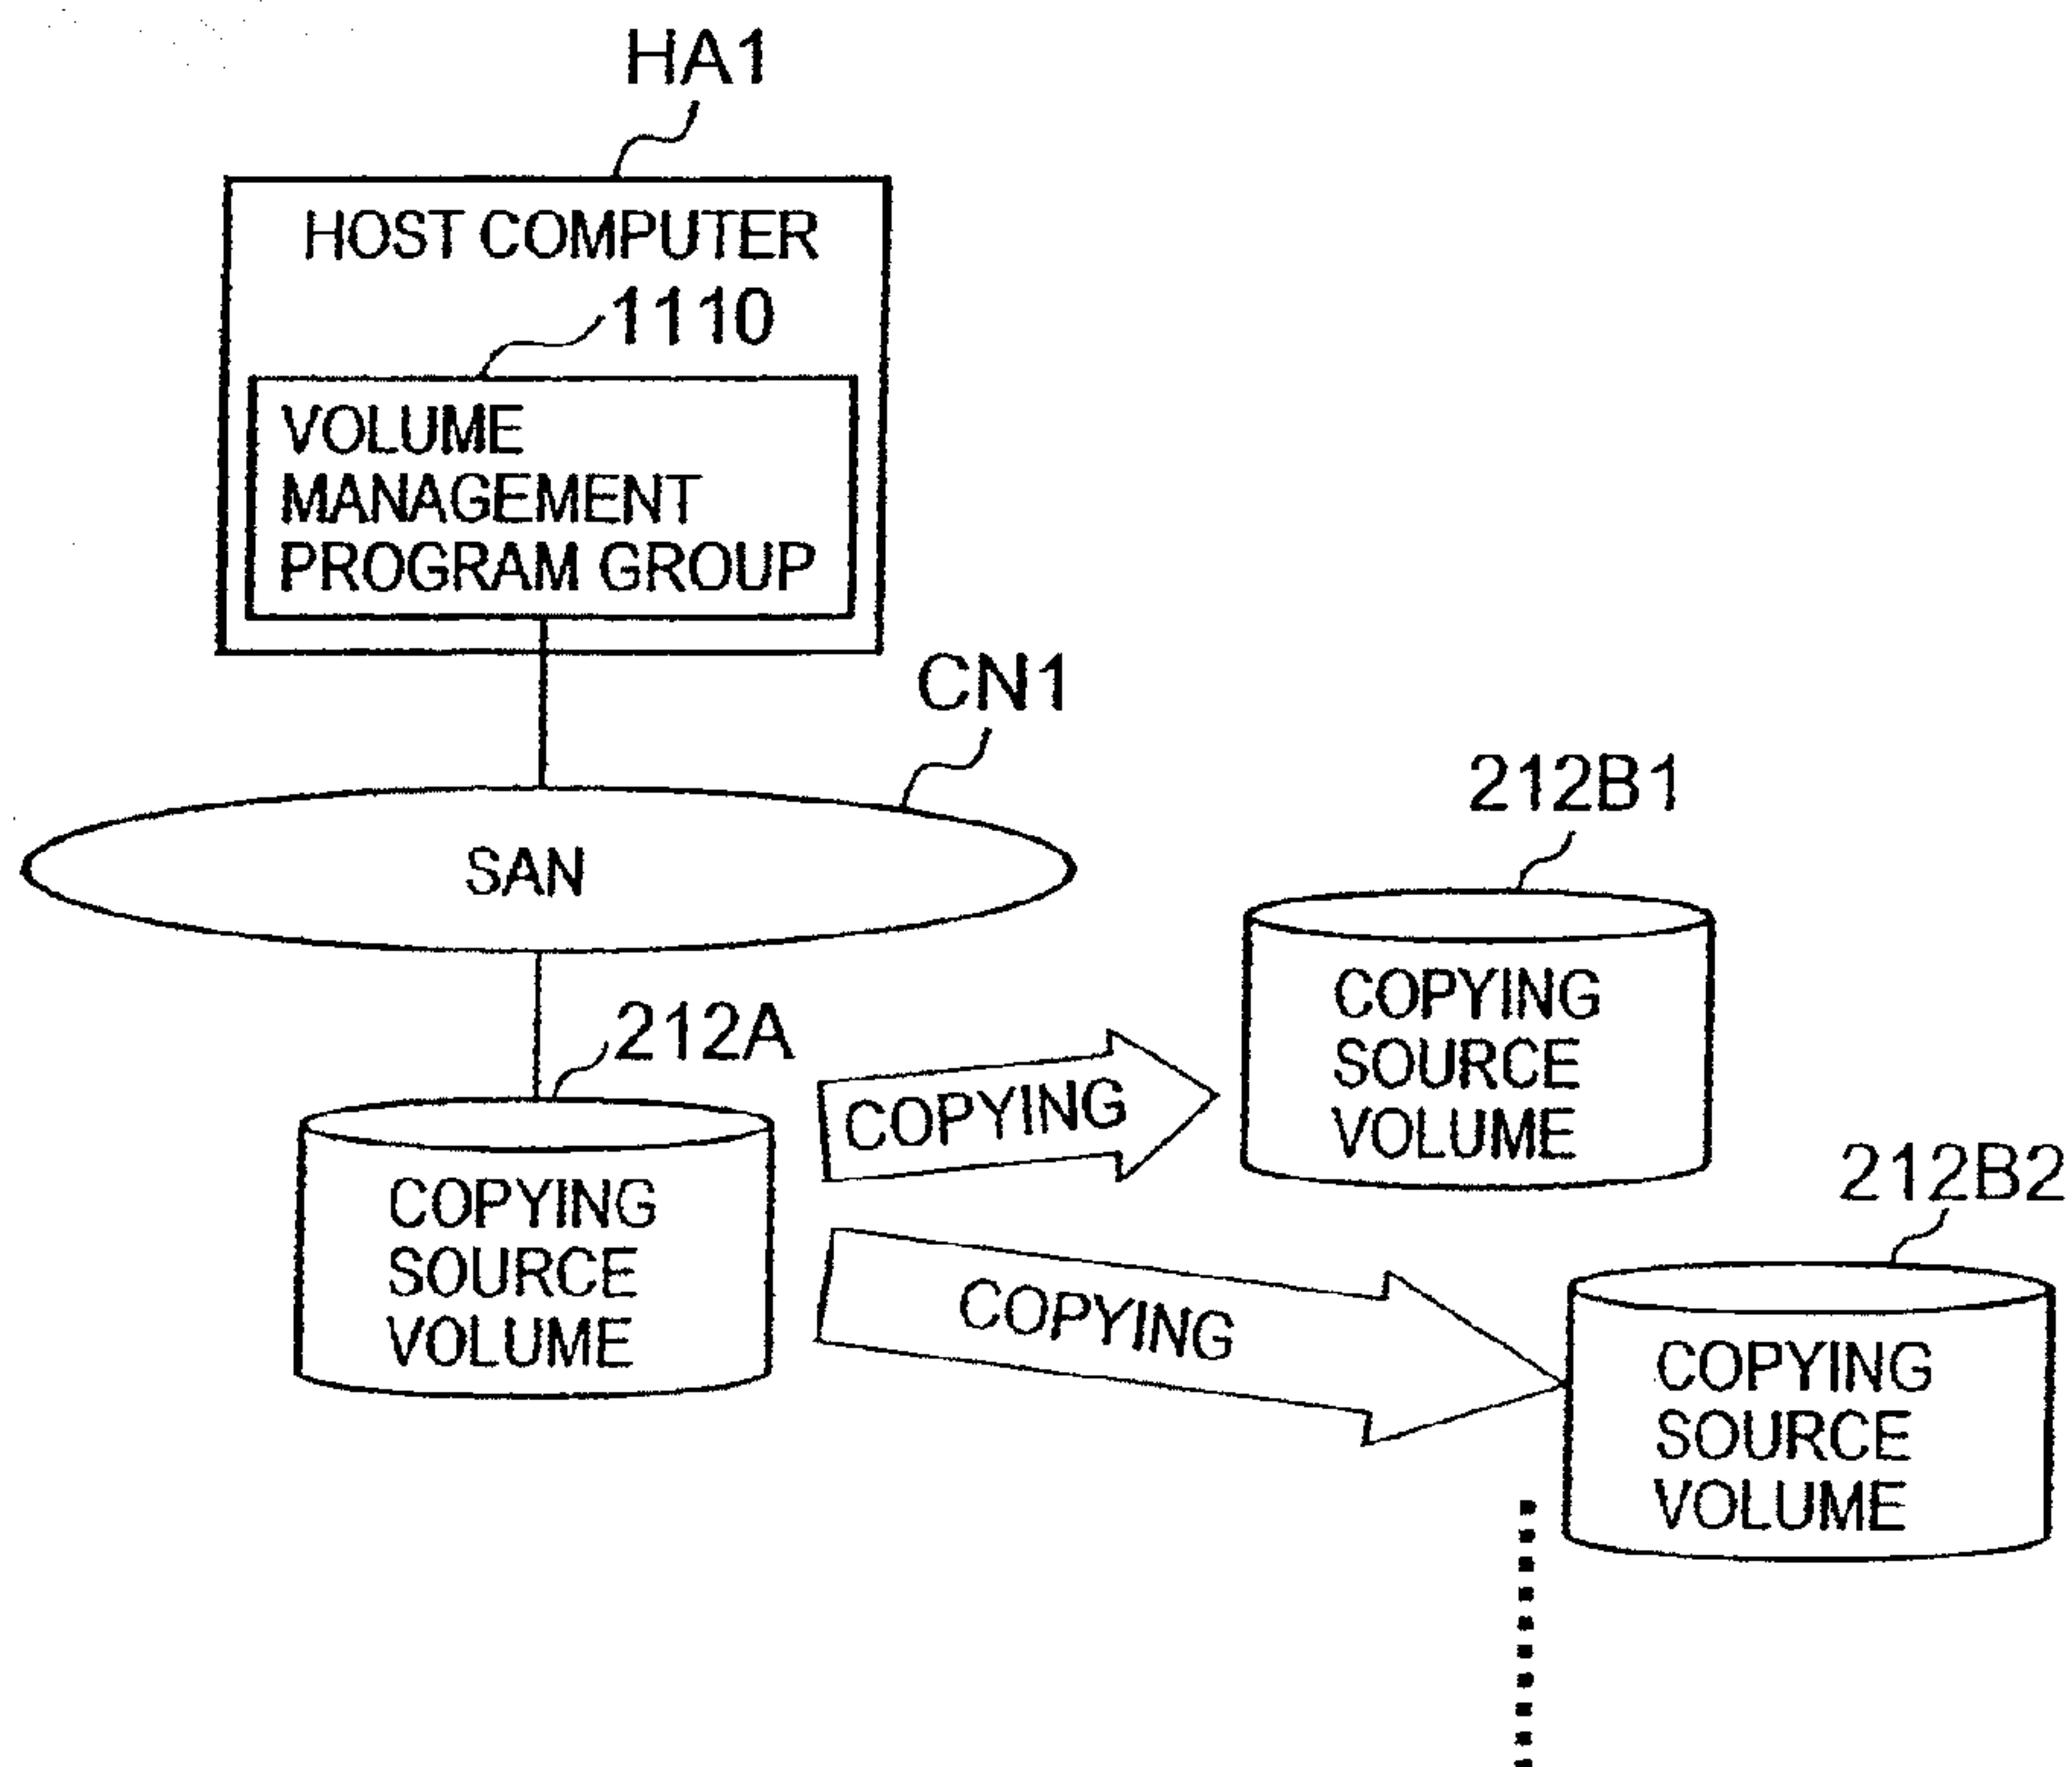 HA1
HOST COMPUTER
1110
VOLUME
MANAGEMENT
PROGRAM GROUP
CN1
SAN
212B1
COPYING
SOURCE
VOLUME
212A
COPYING
COPYING
SOURCE
VOLUME
212B2
COPYING
COPYING
SOURCE
VOLUME